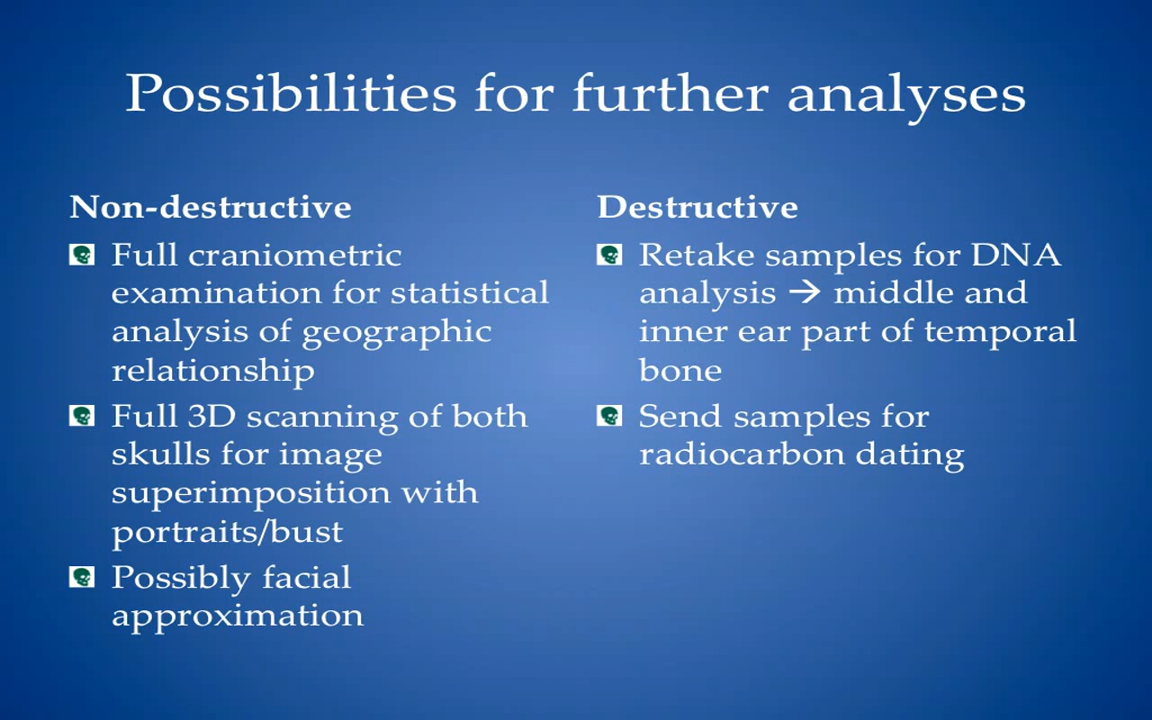 Possibilities for further analyses
Non-destructive
Full craniometric
examination for statistical
analysis of geographic
relationship
Full 3D scanning of both
skulls for image
superimposition with
portraits/bust
Possibly facial
approximation
Destructive
Retake samples for DNA
analysis → middle and
inner ear part of temporal
bone
Send samples for
radiocarbon dating